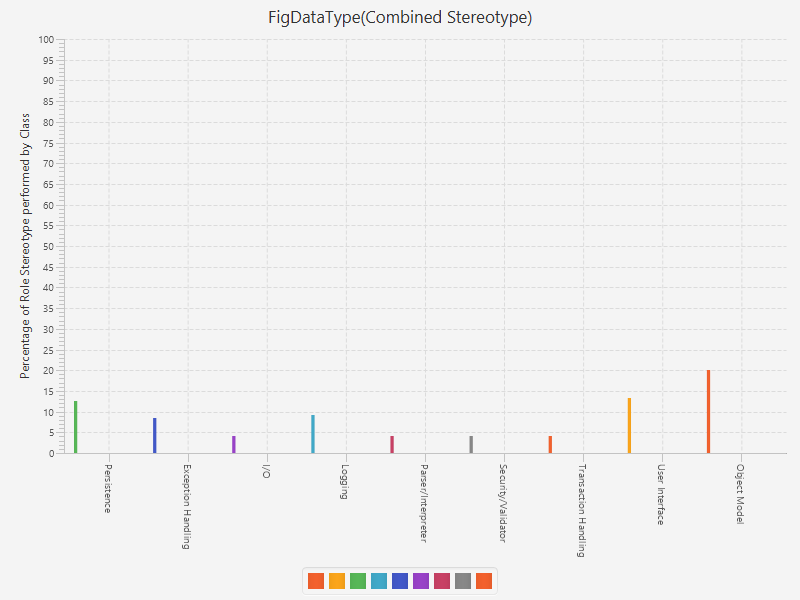 FigDataType(Combined Stereotype)
Percentage of Role Stereotype performed by Class
100
95
90
85
80
75
70
65
60
55
50
45
40
35
30
25
20
15
10
5
0
Persistence
Exception Handling
I/O
Logging
Parser/Interpreter
Security/Validator
Transaction Handling
User Interface
Object Model